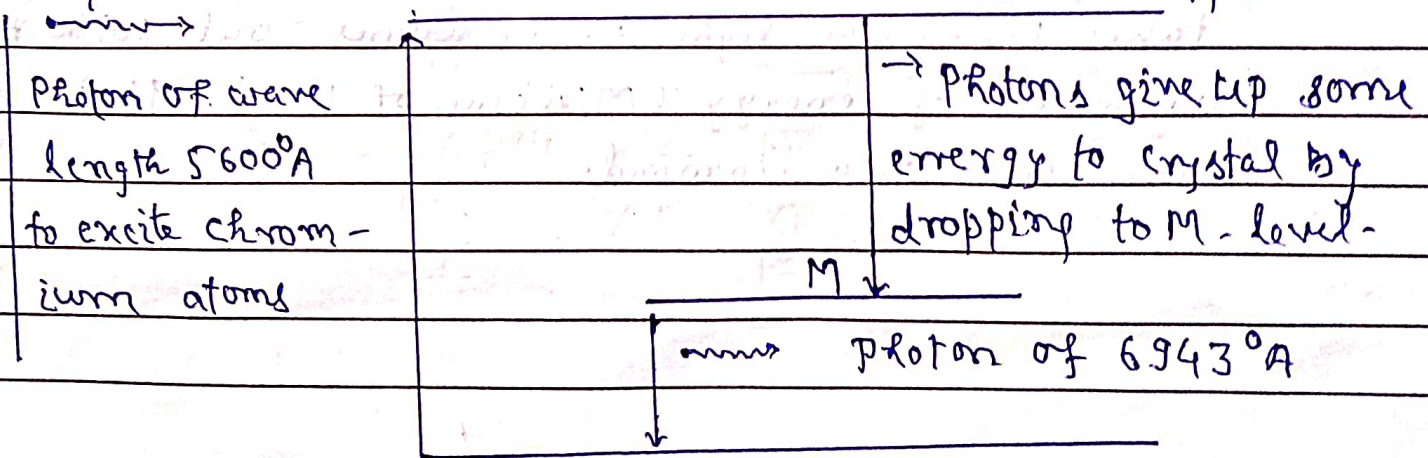 Photon of wave
length 5600°A
to excite chrom-
ium atoms
→ Photons give up some
energy to crystal by
dropping to M-level-
M
Photon of 6943°A